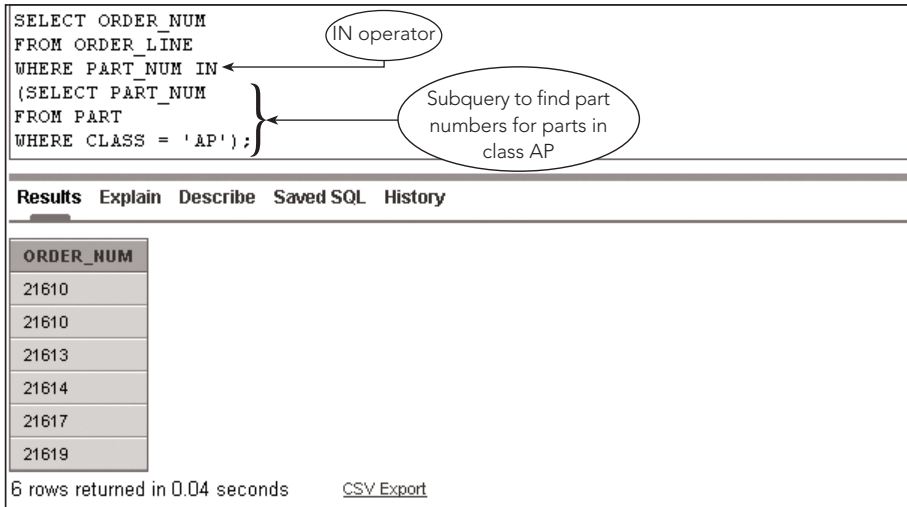 SELECT ORDER_NUM
FROM ORDER_LINE
WHERE PART_NUM IN
(SELECT PART_NUM
FROM PART
WHERE CLASS = 'AP');
IN operator
Subquery to find part
numbers for parts in
class AP
Results Explain Describe Saved SQL History
ORDER_NUM
21610
21610
21613
21614
21617
21619
6 rows returned in 0.04 seconds CSV Export